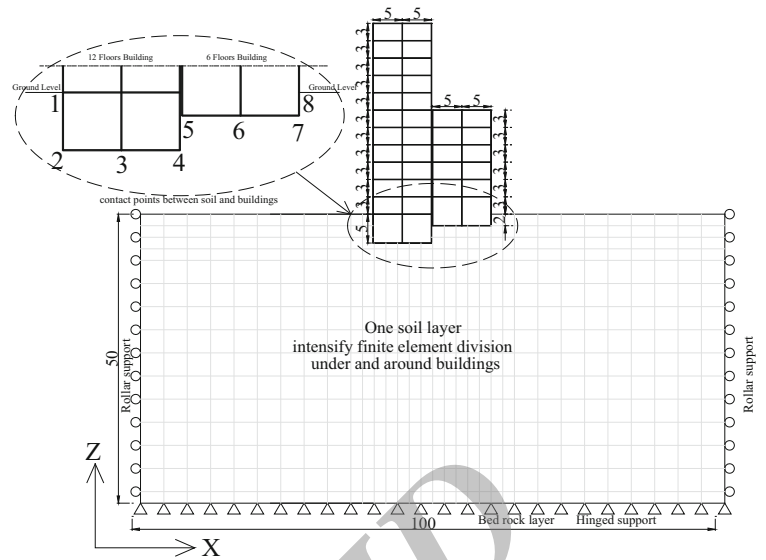 5 5
3
3
3
3
3
12 Floors Building 6 Floors Building
Ground Level Ground Level
1 8
5 6 7
2 3 4
contact points between soil and buildings
5 5
3 3
3 3
3 3
3 3
3 3
3 3
5 2
One soil layer
intensify finite element division
under and around buildings
50
Rollar support
Rollar support
Z
X
100
Bed rock layer Hinged support